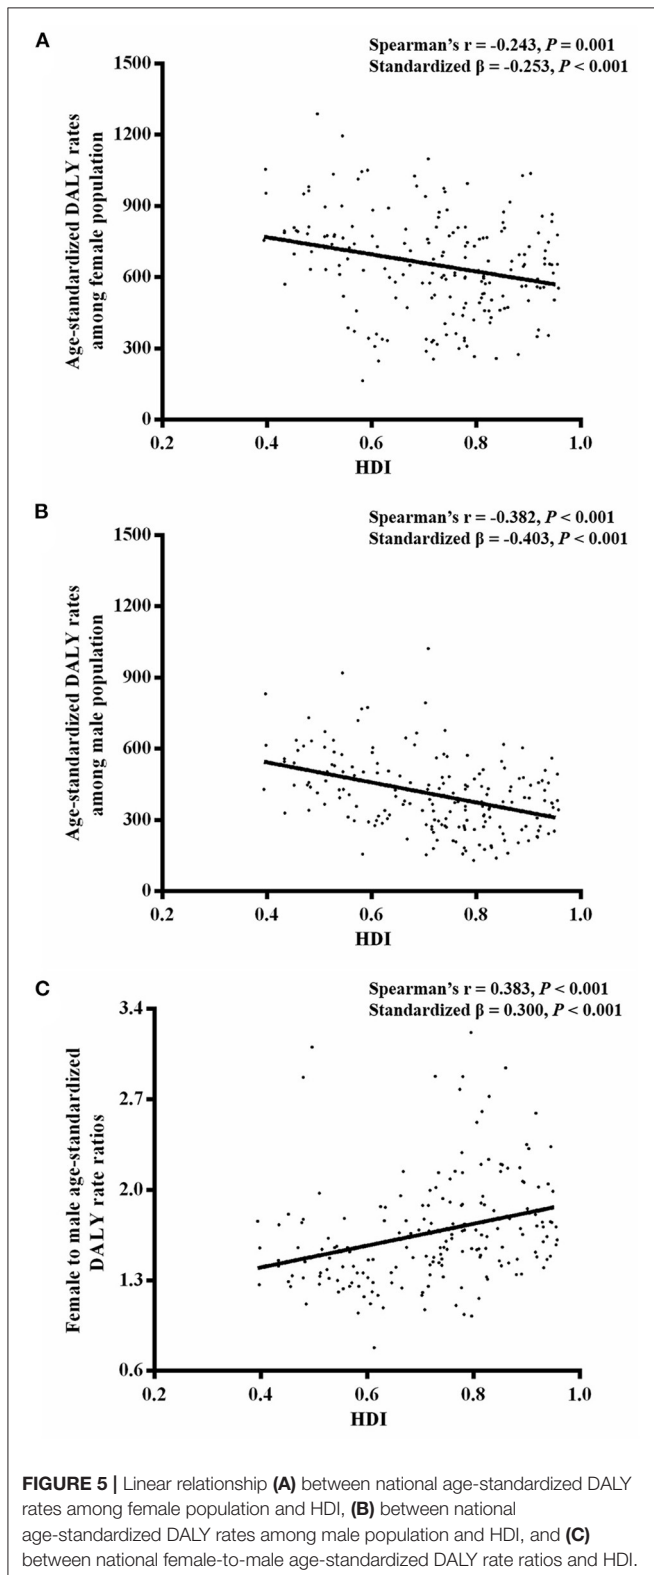 A
Spearman's r = -0.243, P = 0.001
Standardized β = -0.253, P < 0.001
1500
1200
900
600
300
0
Age-standardized DALY rates
among female population
0.2 0.4 0.6 0.8 1.0
HDI
B
Spearman's r = -0.382, P < 0.001
Standardized β = -0.403, P < 0.001
1500
1200
900
600
300
0
Age-standardized DALY rates
among male population
0.2 0.4 0.6 0.8 1.0
HDI
C
Spearman's r = 0.383, P < 0.001
Standardized β = 0.300, P < 0.001
3.4
2.7
2.0
1.3
0.6
Female to male age-standardized
DALY rate ratios
0.2 0.4 0.6 0.8 1.0
HDI
FIGURE 5 | Linear relationship (A) between national age-standardized DALY
rates among female population and HDI, (B) between national
age-standardized DALY rates among male population and HDI, and (C)
between national female-to-male age-standardized DALY rate ratios and HDI.